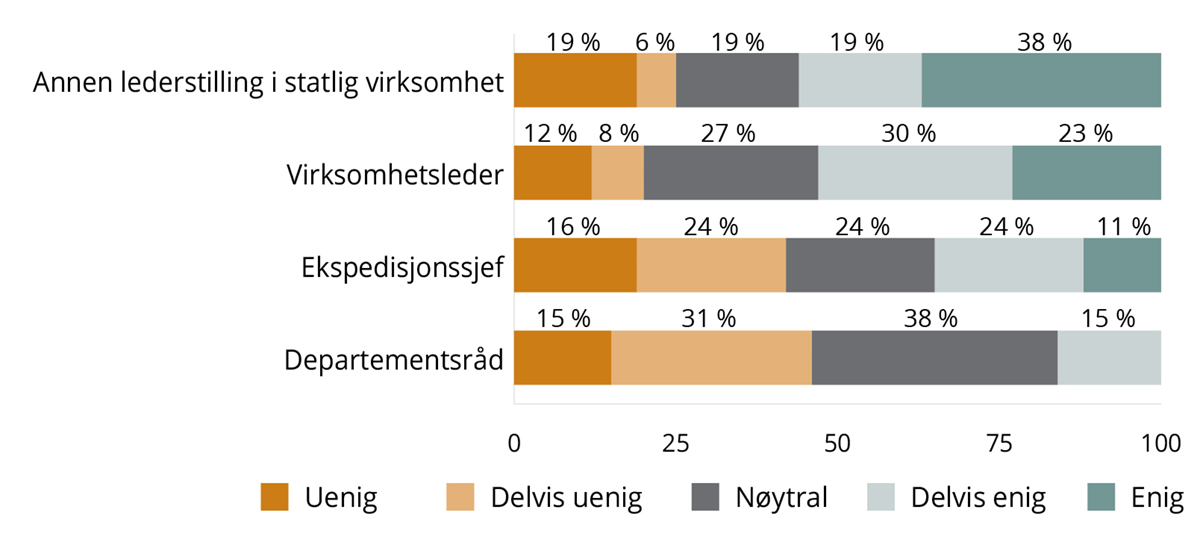 19 % 6 % 19 % 19 % 38 %
Annen lederstilling i statlig virksomhet
12 % 8 % 27 % 30 % 23 %
Virksomhetsleder
16 % 24 % 24 % 24 % 11 %
Ekspedisjonssjef
15 % 31 % 38 % 15 %
Departementsråd
0 25 50 75 100
Uenig Delvis uenig Nøytral Delvis enig Enig